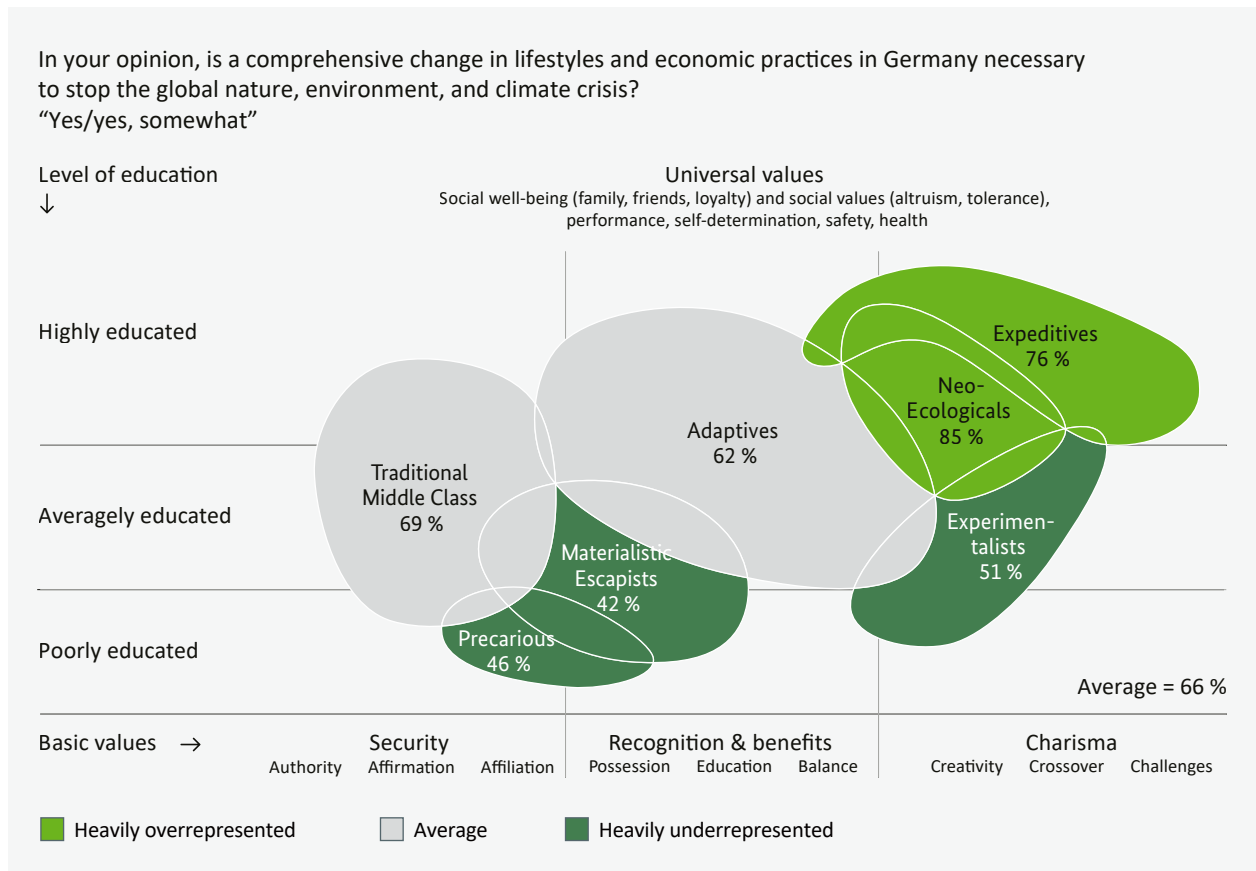 In your opinion, is a comprehensive change in lifestyles and economic practices in Germany necessary
to stop the global nature, environment, and climate crisis?
“Yes/yes, somewhat”
Level of education
↓
Universal values
Social well-being (family, friends, loyalty) and social values (altruism, tolerance),
performance, self-determination, safety, health
Highly educated
Expeditives
76 %
Neo-
Ecologicals
85 %
Adaptives
62 %
Traditional
Middle Class
69 %
Averagely educated
Experimen-
talists
51 %
Materialistic
Escapists
42 %
Precarious
46 %
Poorly educated
Average = 66 %
Basic values →
Security
Recognition & benefits
Charisma
Authority
Affirmation
Affiliation
Possession
Education
Balance
Creativity
Crossover
Challenges
Heavily overrepresented
Average
Heavily underrepresented